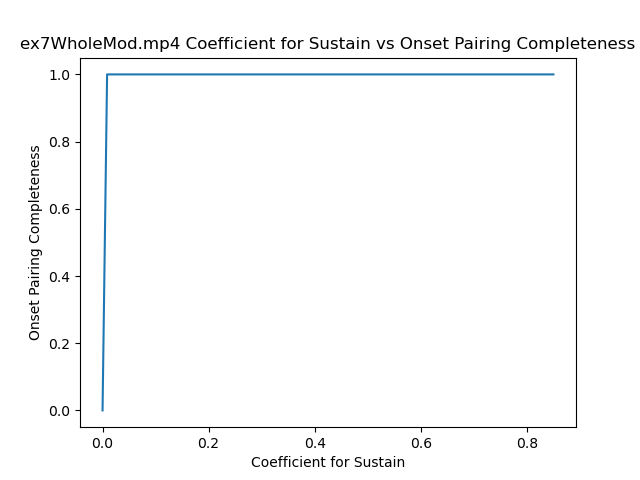 ex7WholeMod.mp4 Coefficient for Sustain vs Onset Pairing Completeness
1.0
0.8
0.6
0.4
0.2
0.0
Onset Pairing Completeness
0.0 0.2 0.4 0.6 0.8
Coefficient for Sustain